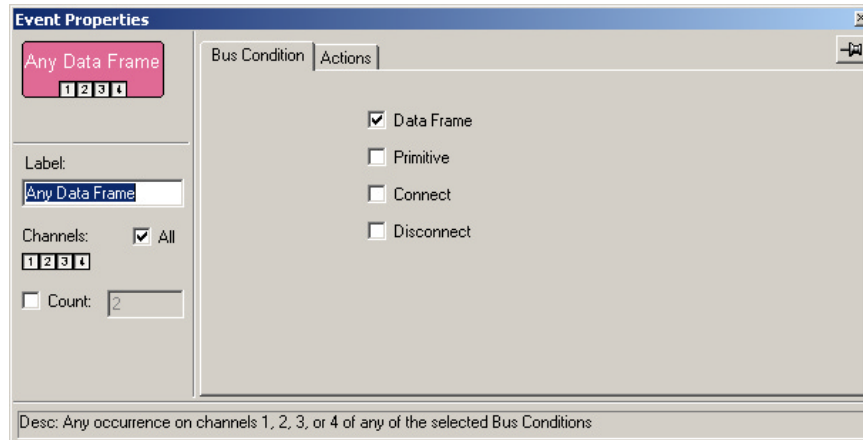 Event Properties
Any Data Frame
1 2 3 4
Bus Condition
Actions
Data Frame
Primitive
Connect
Disconnect
Label:
Any Data Frame
Channels:
All
1 2 3 4
Count:
2
Desc: Any occurrence on channels 1, 2, 3, or 4 of any of the selected Bus Conditions